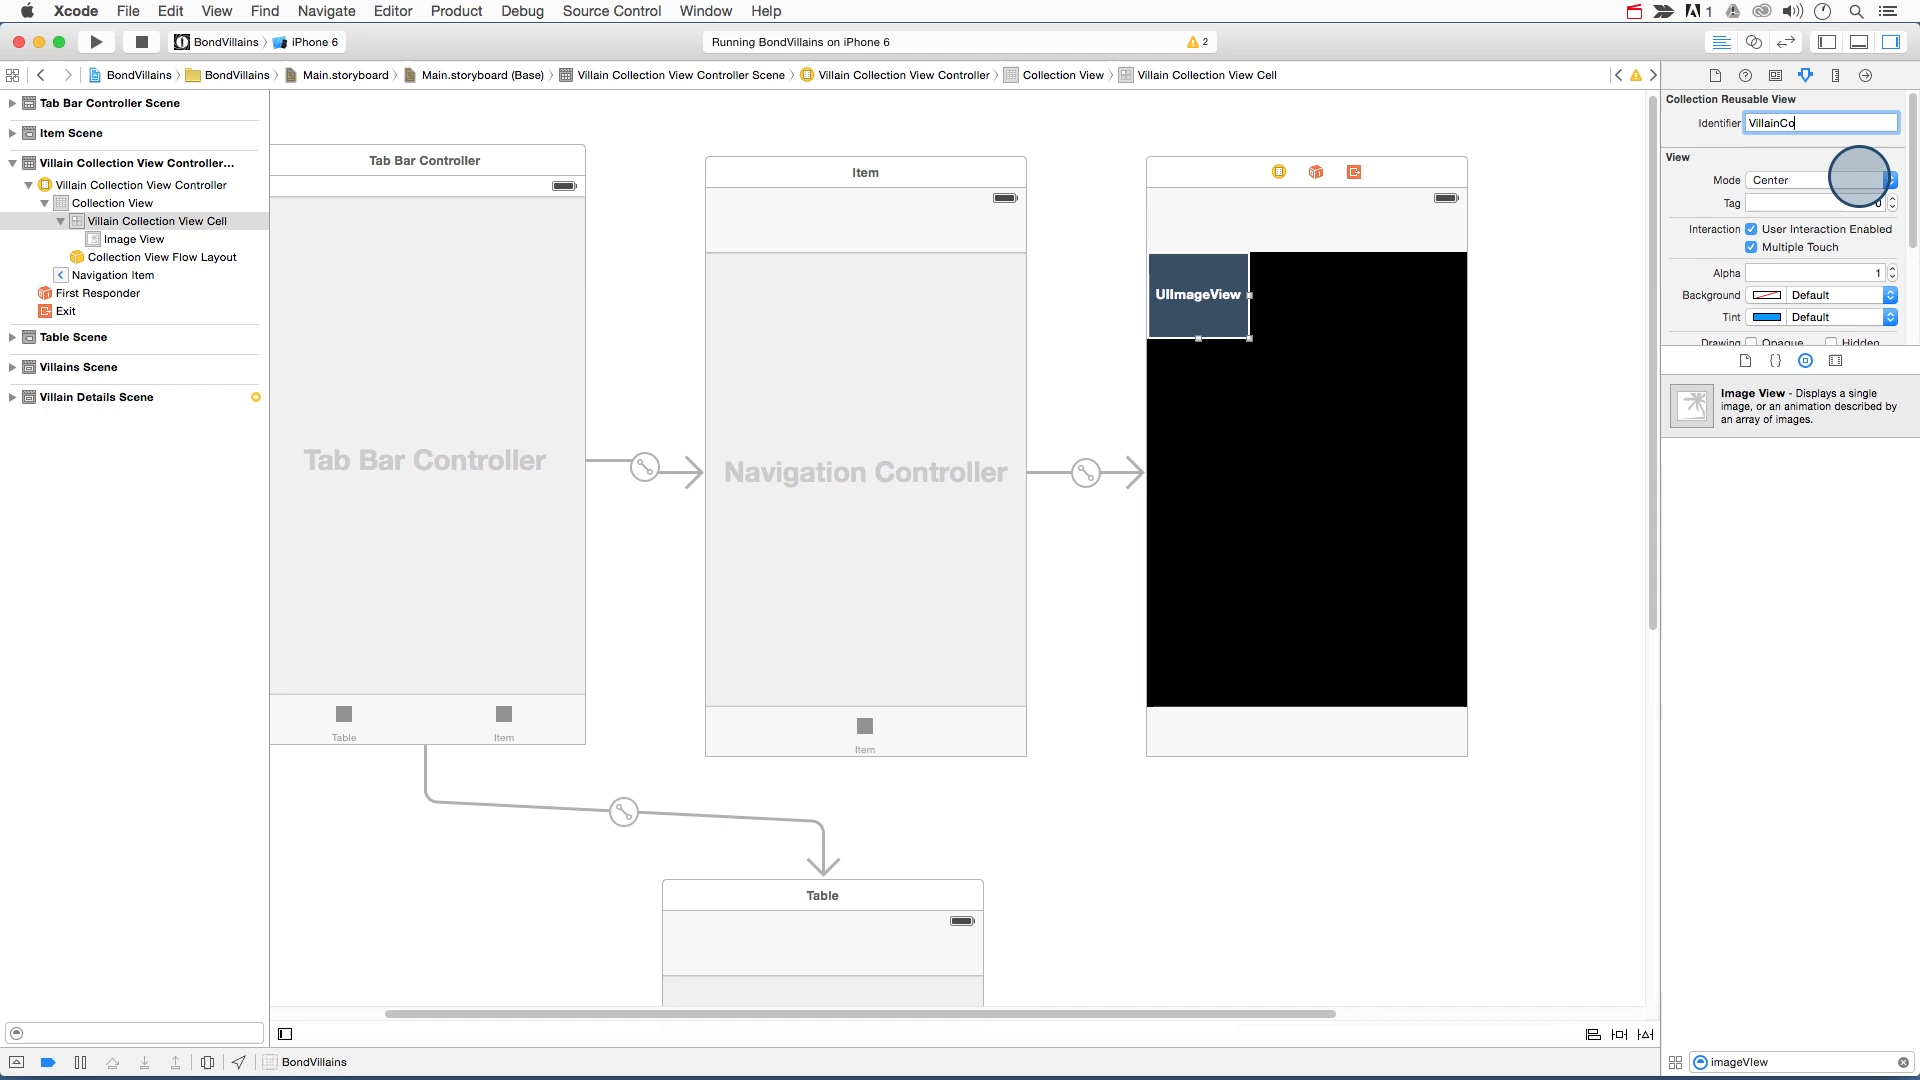 Xcode File Edit View Find Navigate Editor Product Debug Source Control Window Help
1
BondVillains iPhone 6
Running BondVillains on iPhone 6
2
BondVillains BondVillains Main.storyboard Main.storyboard (Base) Villain Collection View Controller Scene Villain Collection View Controller Collection View Villain Collection View Cell
Tab Bar Controller Scene
Item Scene
Villain Collection View Controller...
Villain Collection View Controller
Collection View
Villain Collection View Cell
Image View
Collection View Flow Layout
Navigation Item
First Responder
Exit
Table Scene
Villains Scene
Villain Details Scene
Tab Bar Controller
Tab Bar Controller
Table
Item
Item
Navigation Controller
Item
UIImageView
Table
Collection Reusable View
Identifier VillainCo
View
Mode Center
Tag 0
Interaction User Interaction Enabled
Multiple Touch
Alpha 1
Background Default
Tint Default
Drawing Opaque Hidden
Image View - Displays a single
image, or an animation described by
an array of images.
BondVillains
imageVIew